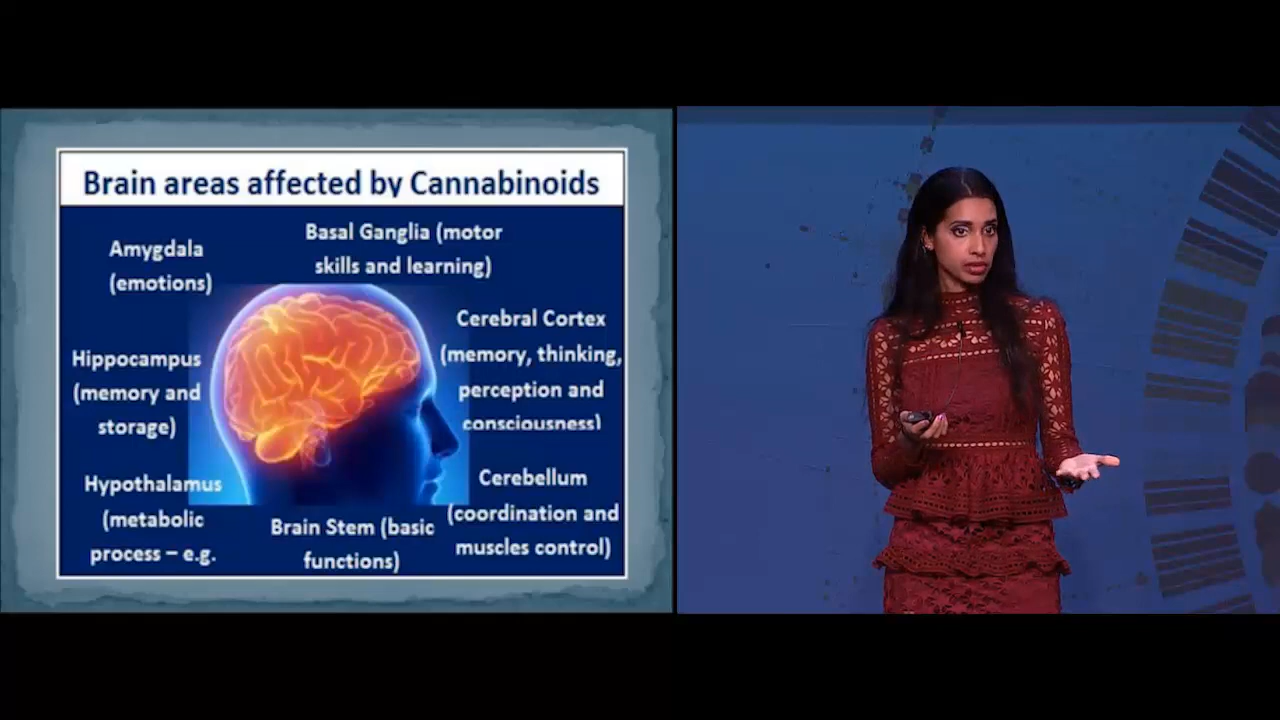 Brain areas affected by Cannabinoids
Amygdala
(emotions)
Basal Ganglia (motor
skills and learning)
Cerebral Cortex
(memory, thinking,
perception and
consciousness)
Hippocampus
(memory and
storage)
Hypothalamus
(metabolic
process – e.g.
Brain Stem (basic
functions)
Cerebellum
(coordination and
muscles control)